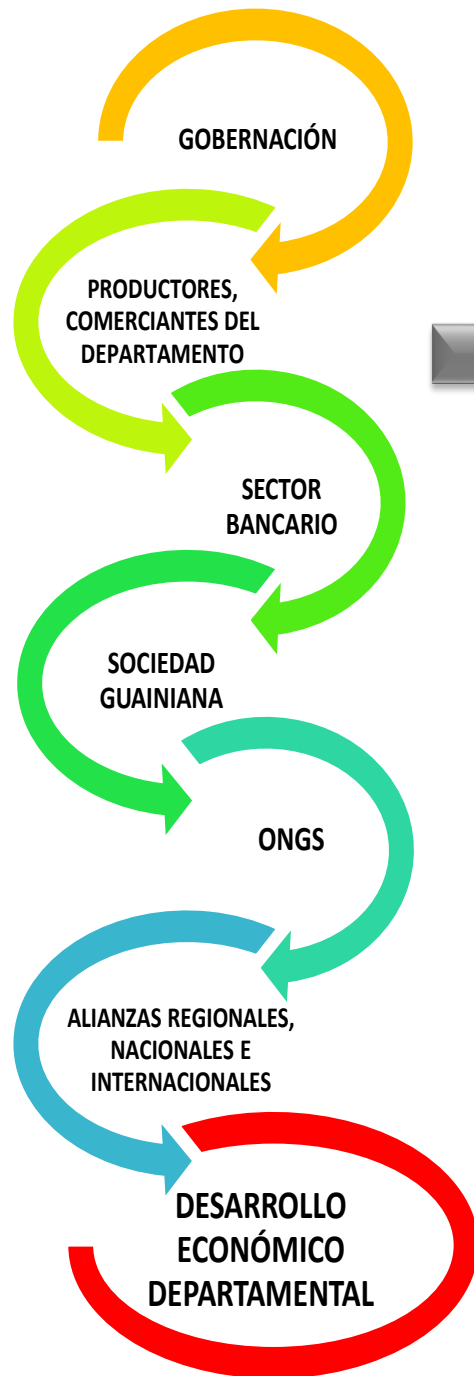 GOBERNACIÓN
PRODUCTORES,
COMERCIANTES DEL
DEPARTAMENTO
SECTOR
BANCARIO
SOCIEDAD
GUAINIANA
ONGS
ALIANZAS REGIONALES,
NACIONALES E
INTERNACIONALES
DESARROLLO
ECONÓMICO
DEPARTAMENTAL